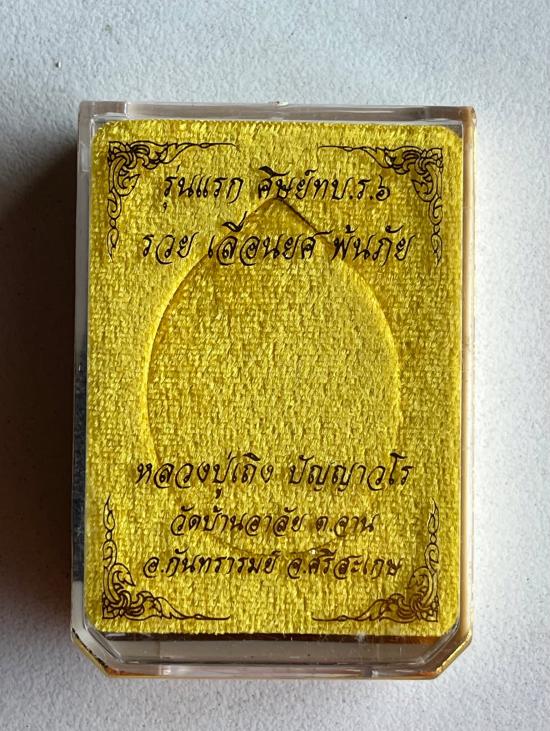 รุ่นแรก ศิษย์ทบ.ร.๖
รวย เลื่อนยศ พ้นภัย
หลวงปู่เถิง ปัญญาวโร
วัดบ้านอาลัย ต.จาน
อ.กันทรารมย์ จ.ศรีสะเกษ